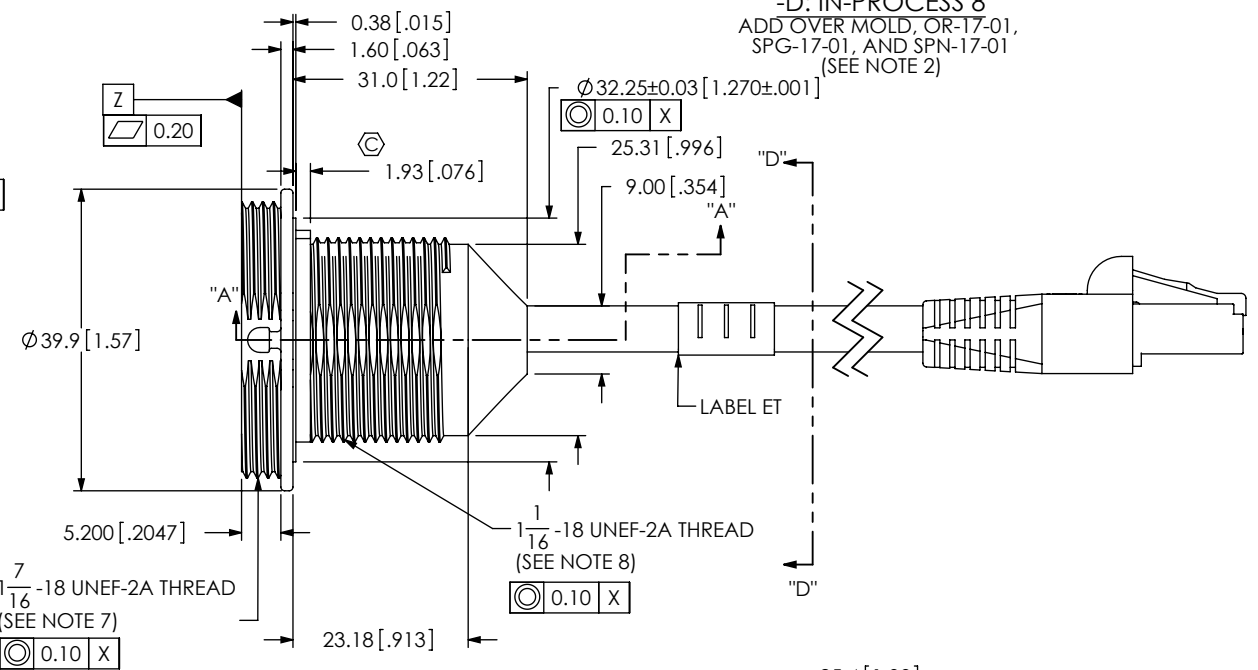 -D: IN-PROCESS 8
ADD OVER MOLD, OR-17-01,
SPG-17-01, AND SPN-17-01
(SEE NOTE 2)
0.38 [.015]
1.60 [.063]
31.0 [1.22]
Ø 32.25±0.03 [1.270±.001]
◎ 0.10 X
Z
⏥ 0.20
C
1.93 [.076]
25.31 [.996]
9.00 [.354]
"D"
"A"
"A"
Ø 39.9 [1.57]
LABEL ET
5.200 [.2047]
1 1/16 -18 UNEF-2A THREAD
(SEE NOTE 8)
◎ 0.10 X
"D"
7/16 -18 UNEF-2A THREAD
(SEE NOTE 7)
◎ 0.10 X
23.18 [.913]